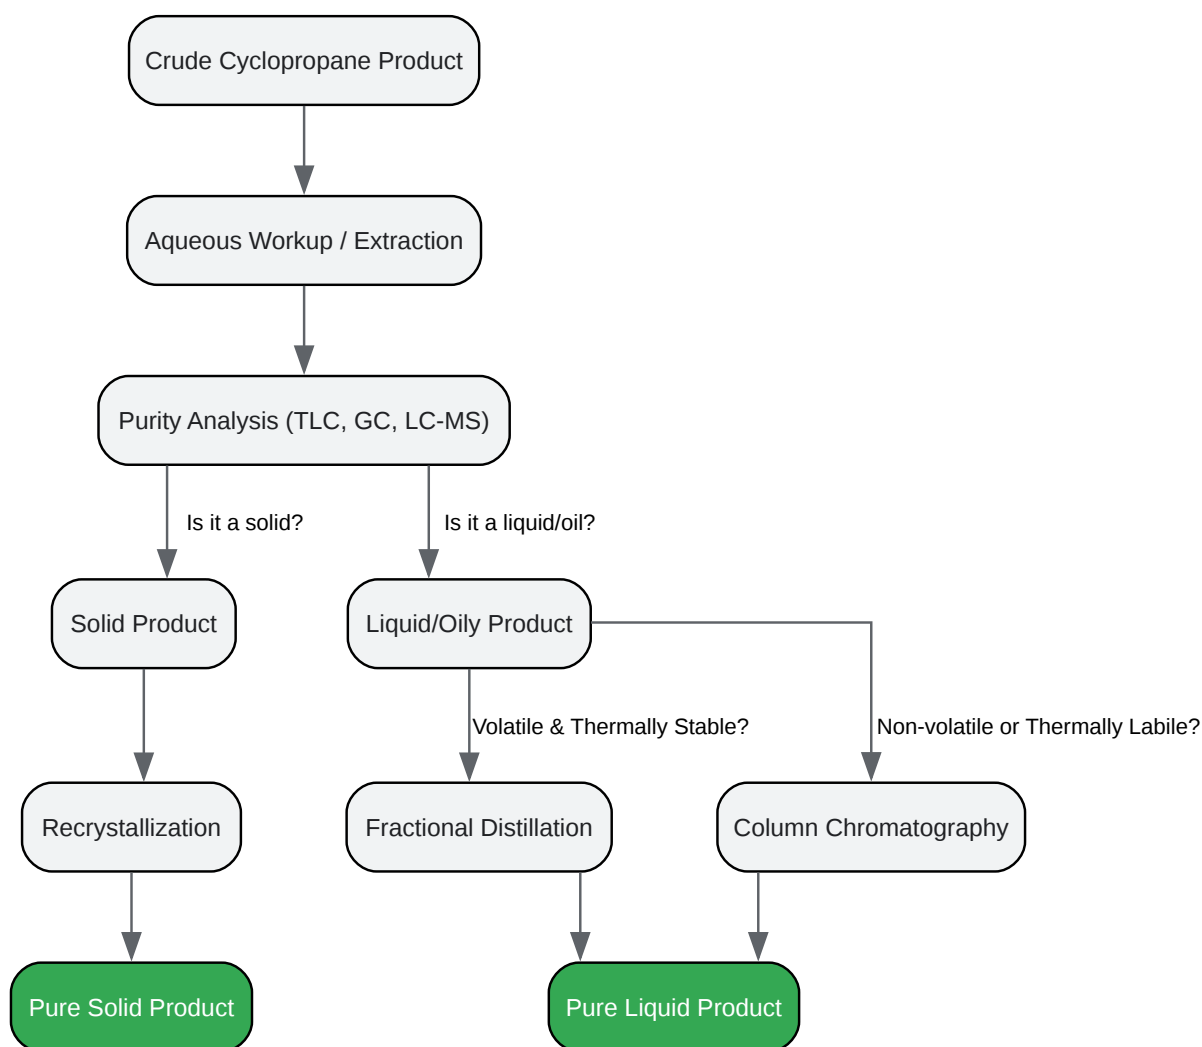 Crude Cyclopropane Product
Aqueous Workup / Extraction
Purity Analysis (TLC, GC, LC-MS)
Is it a solid?
Is it a liquid/oil?
Solid Product
Liquid/Oily Product
Volatile & Thermally Stable?
Non-volatile or Thermally Labile?
Recrystallization
Fractional Distillation
Column Chromatography
Pure Solid Product
Pure Liquid Product